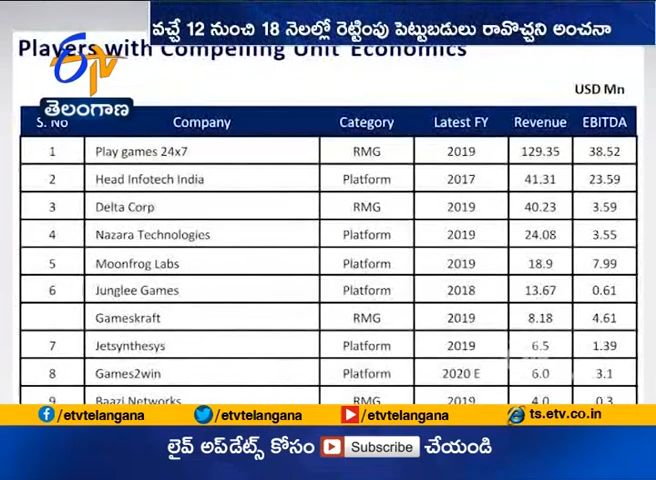 వచ్చే 12 నుంచి 18 నెలల్లో రెట్టింపు పెట్టుబడులు రావొచ్చని అంచనా
Players with Compelling Unit Economics
ETV
తెలంగాణ
USD Mn
S. No Company Category Latest FY Revenue EBITDA
1 Play games 24x7 RMG 2019 129.35 38.52
2 Head Infotech India Platform 2017 41.31 23.59
3 Delta Corp RMG 2019 40.23 3.59
4 Nazara Technologies Platform 2019 24.08 3.55
5 Moonfrog Labs Platform 2019 18.9 7.99
6 Junglee Games Platform 2018 13.67 0.61
Gameskraft RMG 2019 8.18 4.61
7 Jetsynthesys Platform 2019 6.5 1.39
8 Games2win Platform 2020 E 6.0 3.1
9 Baazi Networks RMG 2019 4.0 0.3
/etvtelangana /etvtelangana /etvtelangana ts.etv.co.in
లైవ్ అప్‌డేట్స్ కోసం Subscribe చేయండి